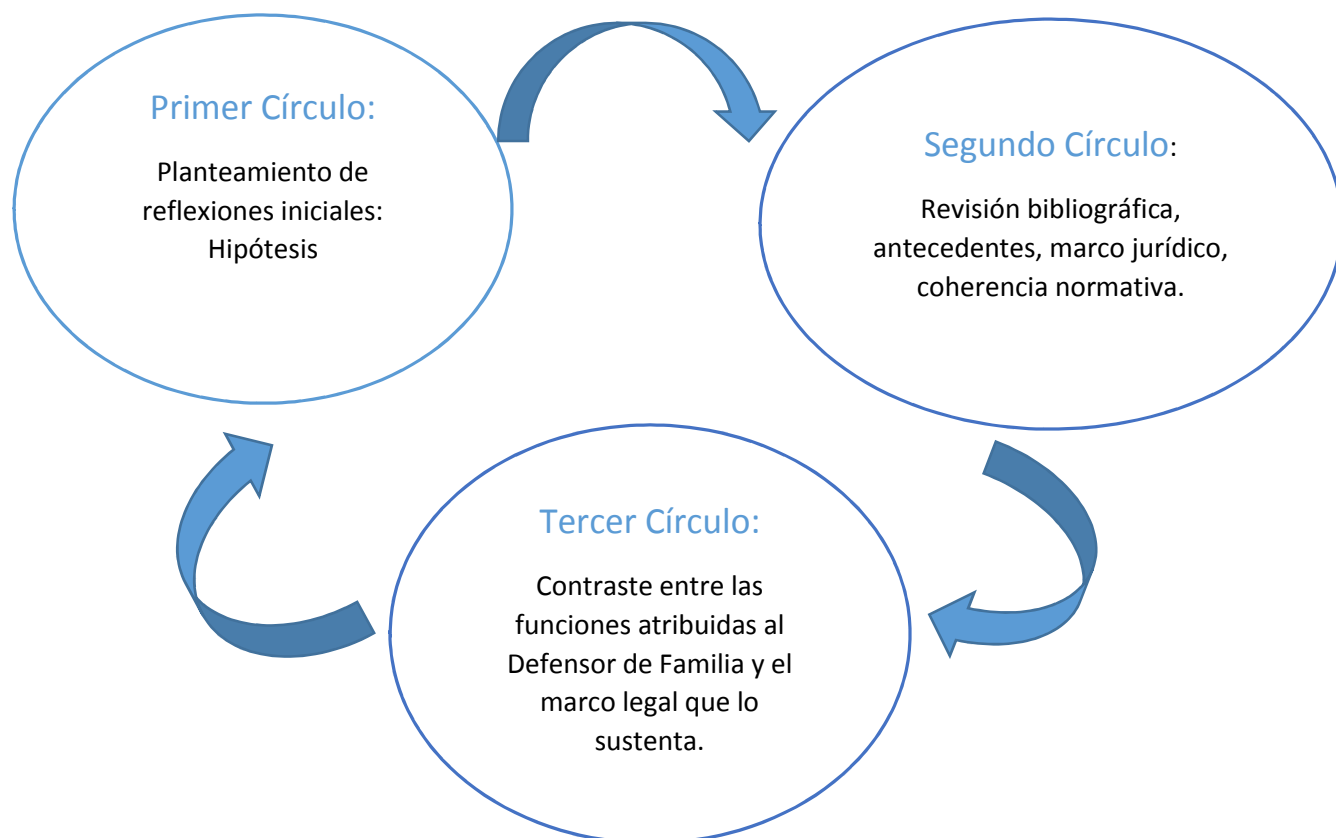 Primer Círculo:
Planteamiento de
reflexiones iniciales:
Hipótesis
Segundo Círculo:
Revisión bibliográfica,
antecedentes, marco jurídico,
coherencia normativa.
Tercer Círculo:
Contraste entre las
funciones atribuidas al
Defensor de Familia y el
marco legal que lo
sustenta.